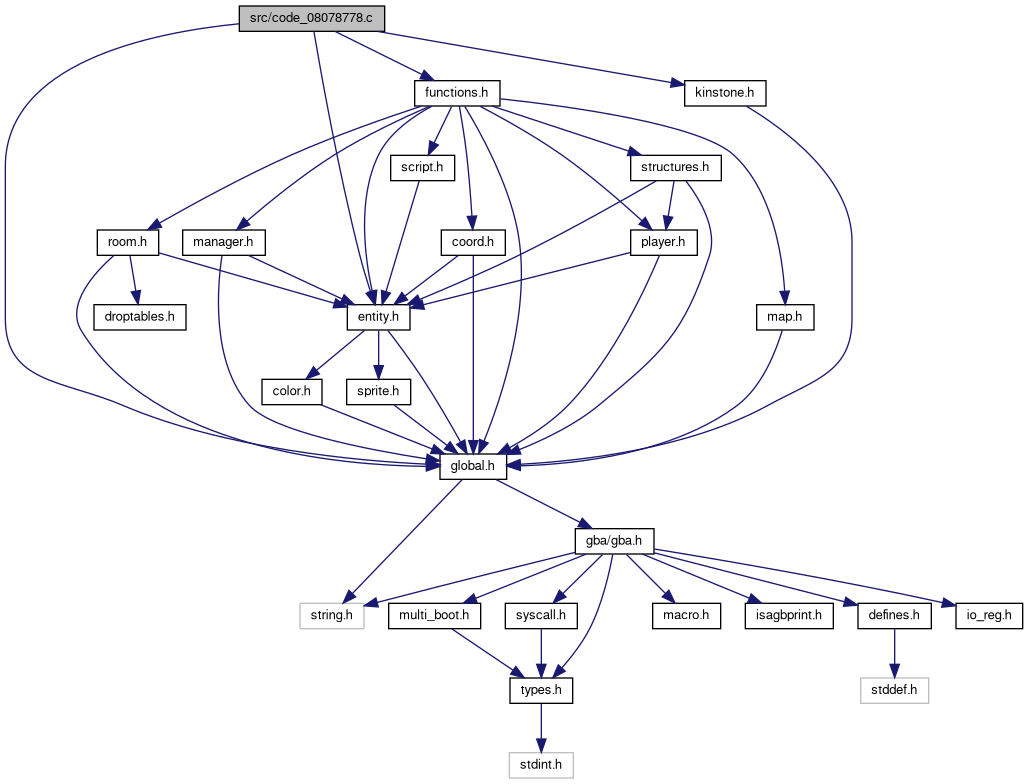 src/code_08078778.c
functions.h
kinstone.h
script.h
structures.h
room.h
manager.h
coord.h
player.h
droptables.h
entity.h
map.h
color.h
sprite.h
global.h
gba/gba.h
string.h
multi_boot.h
syscall.h
macro.h
isagbprint.h
defines.h
io_reg.h
types.h
stddef.h
stdint.h